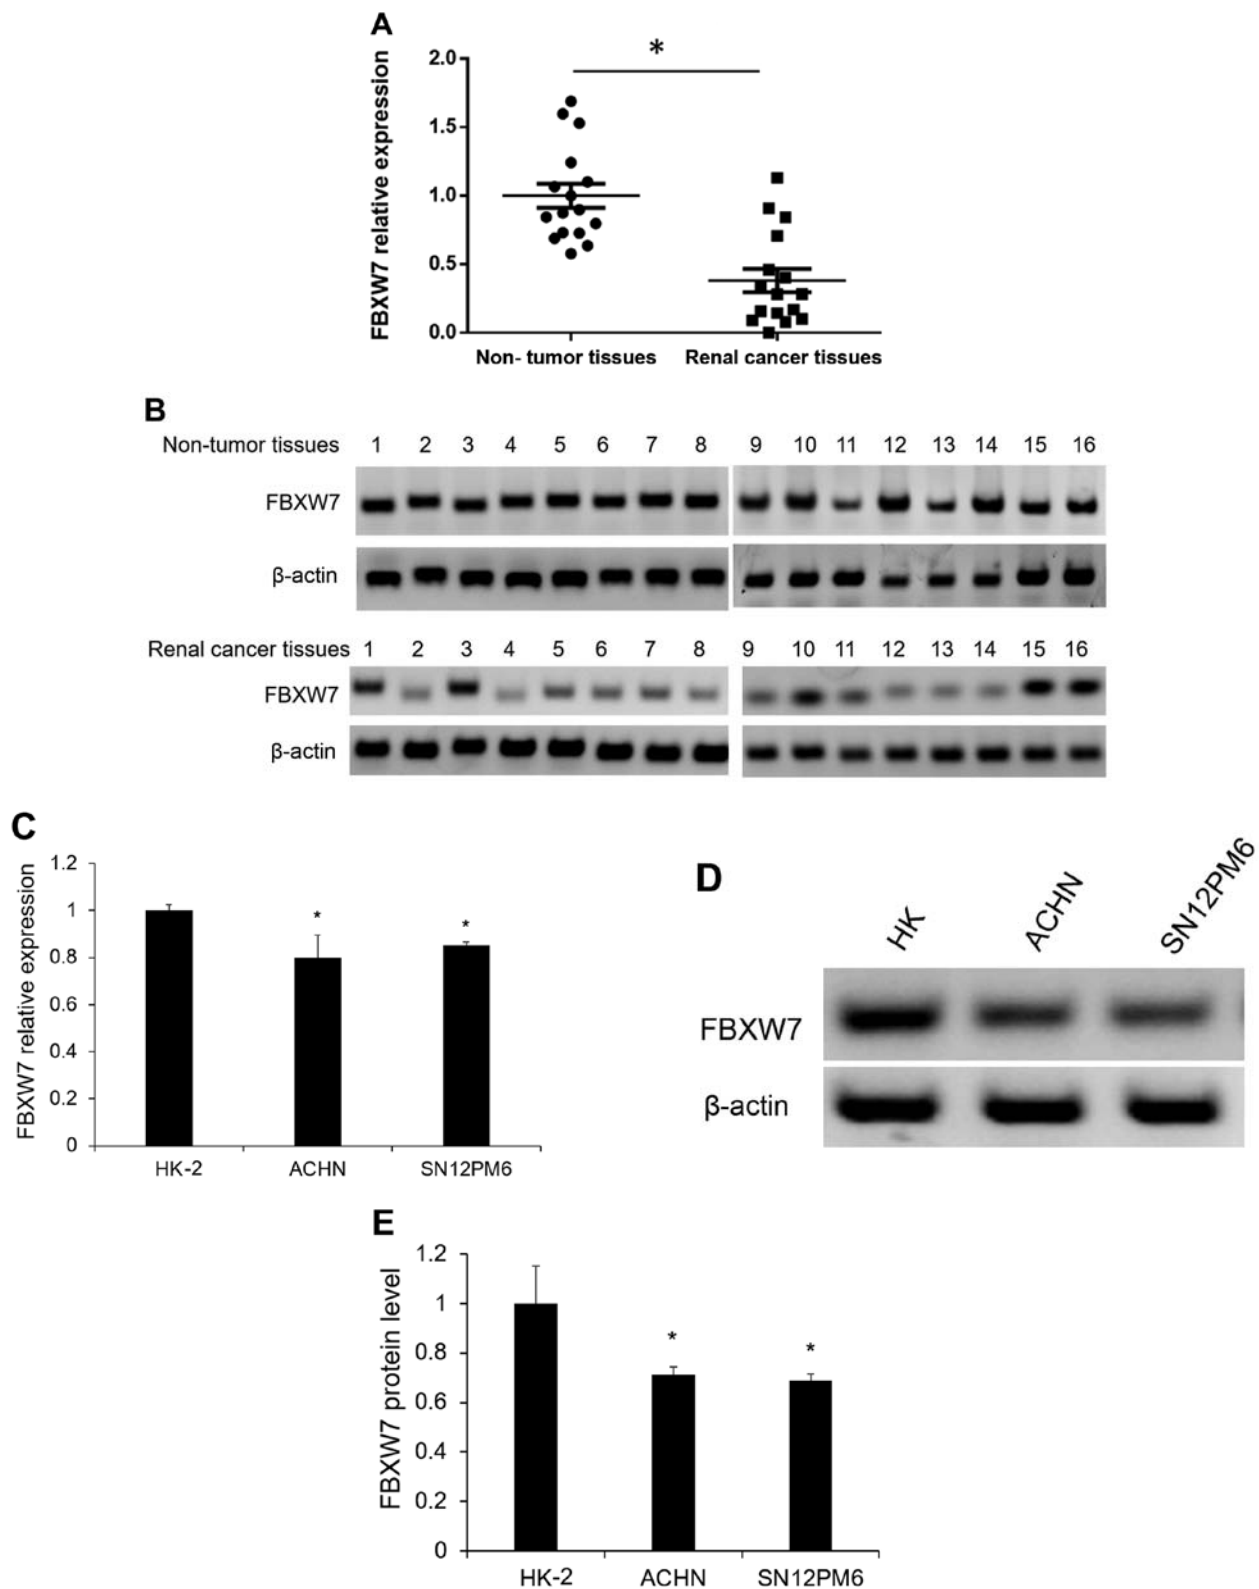 A
*
FBXW7 relative expression
2.0
1.5
1.0
0.5
0.0
Non- tumor tissues Renal cancer tissues
B
Non-tumor tissues 1 2 3 4 5 6 7 8 9 10 11 12 13 14 15 16
FBXW7
β-actin
Renal cancer tissues 1 2 3 4 5 6 7 8 9 10 11 12 13 14 15 16
FBXW7
β-actin
C
FBXW7 relative expression
1.2
1
0.8
0.6
0.4
0.2
0
* *
HK-2 ACHN SN12PM6
D
HK ACHN SN12PM6
FBXW7
β-actin
E
FBXW7 protein level
1.2
1
0.8
0.6
0.4
0.2
0
* *
HK-2 ACHN SN12PM6